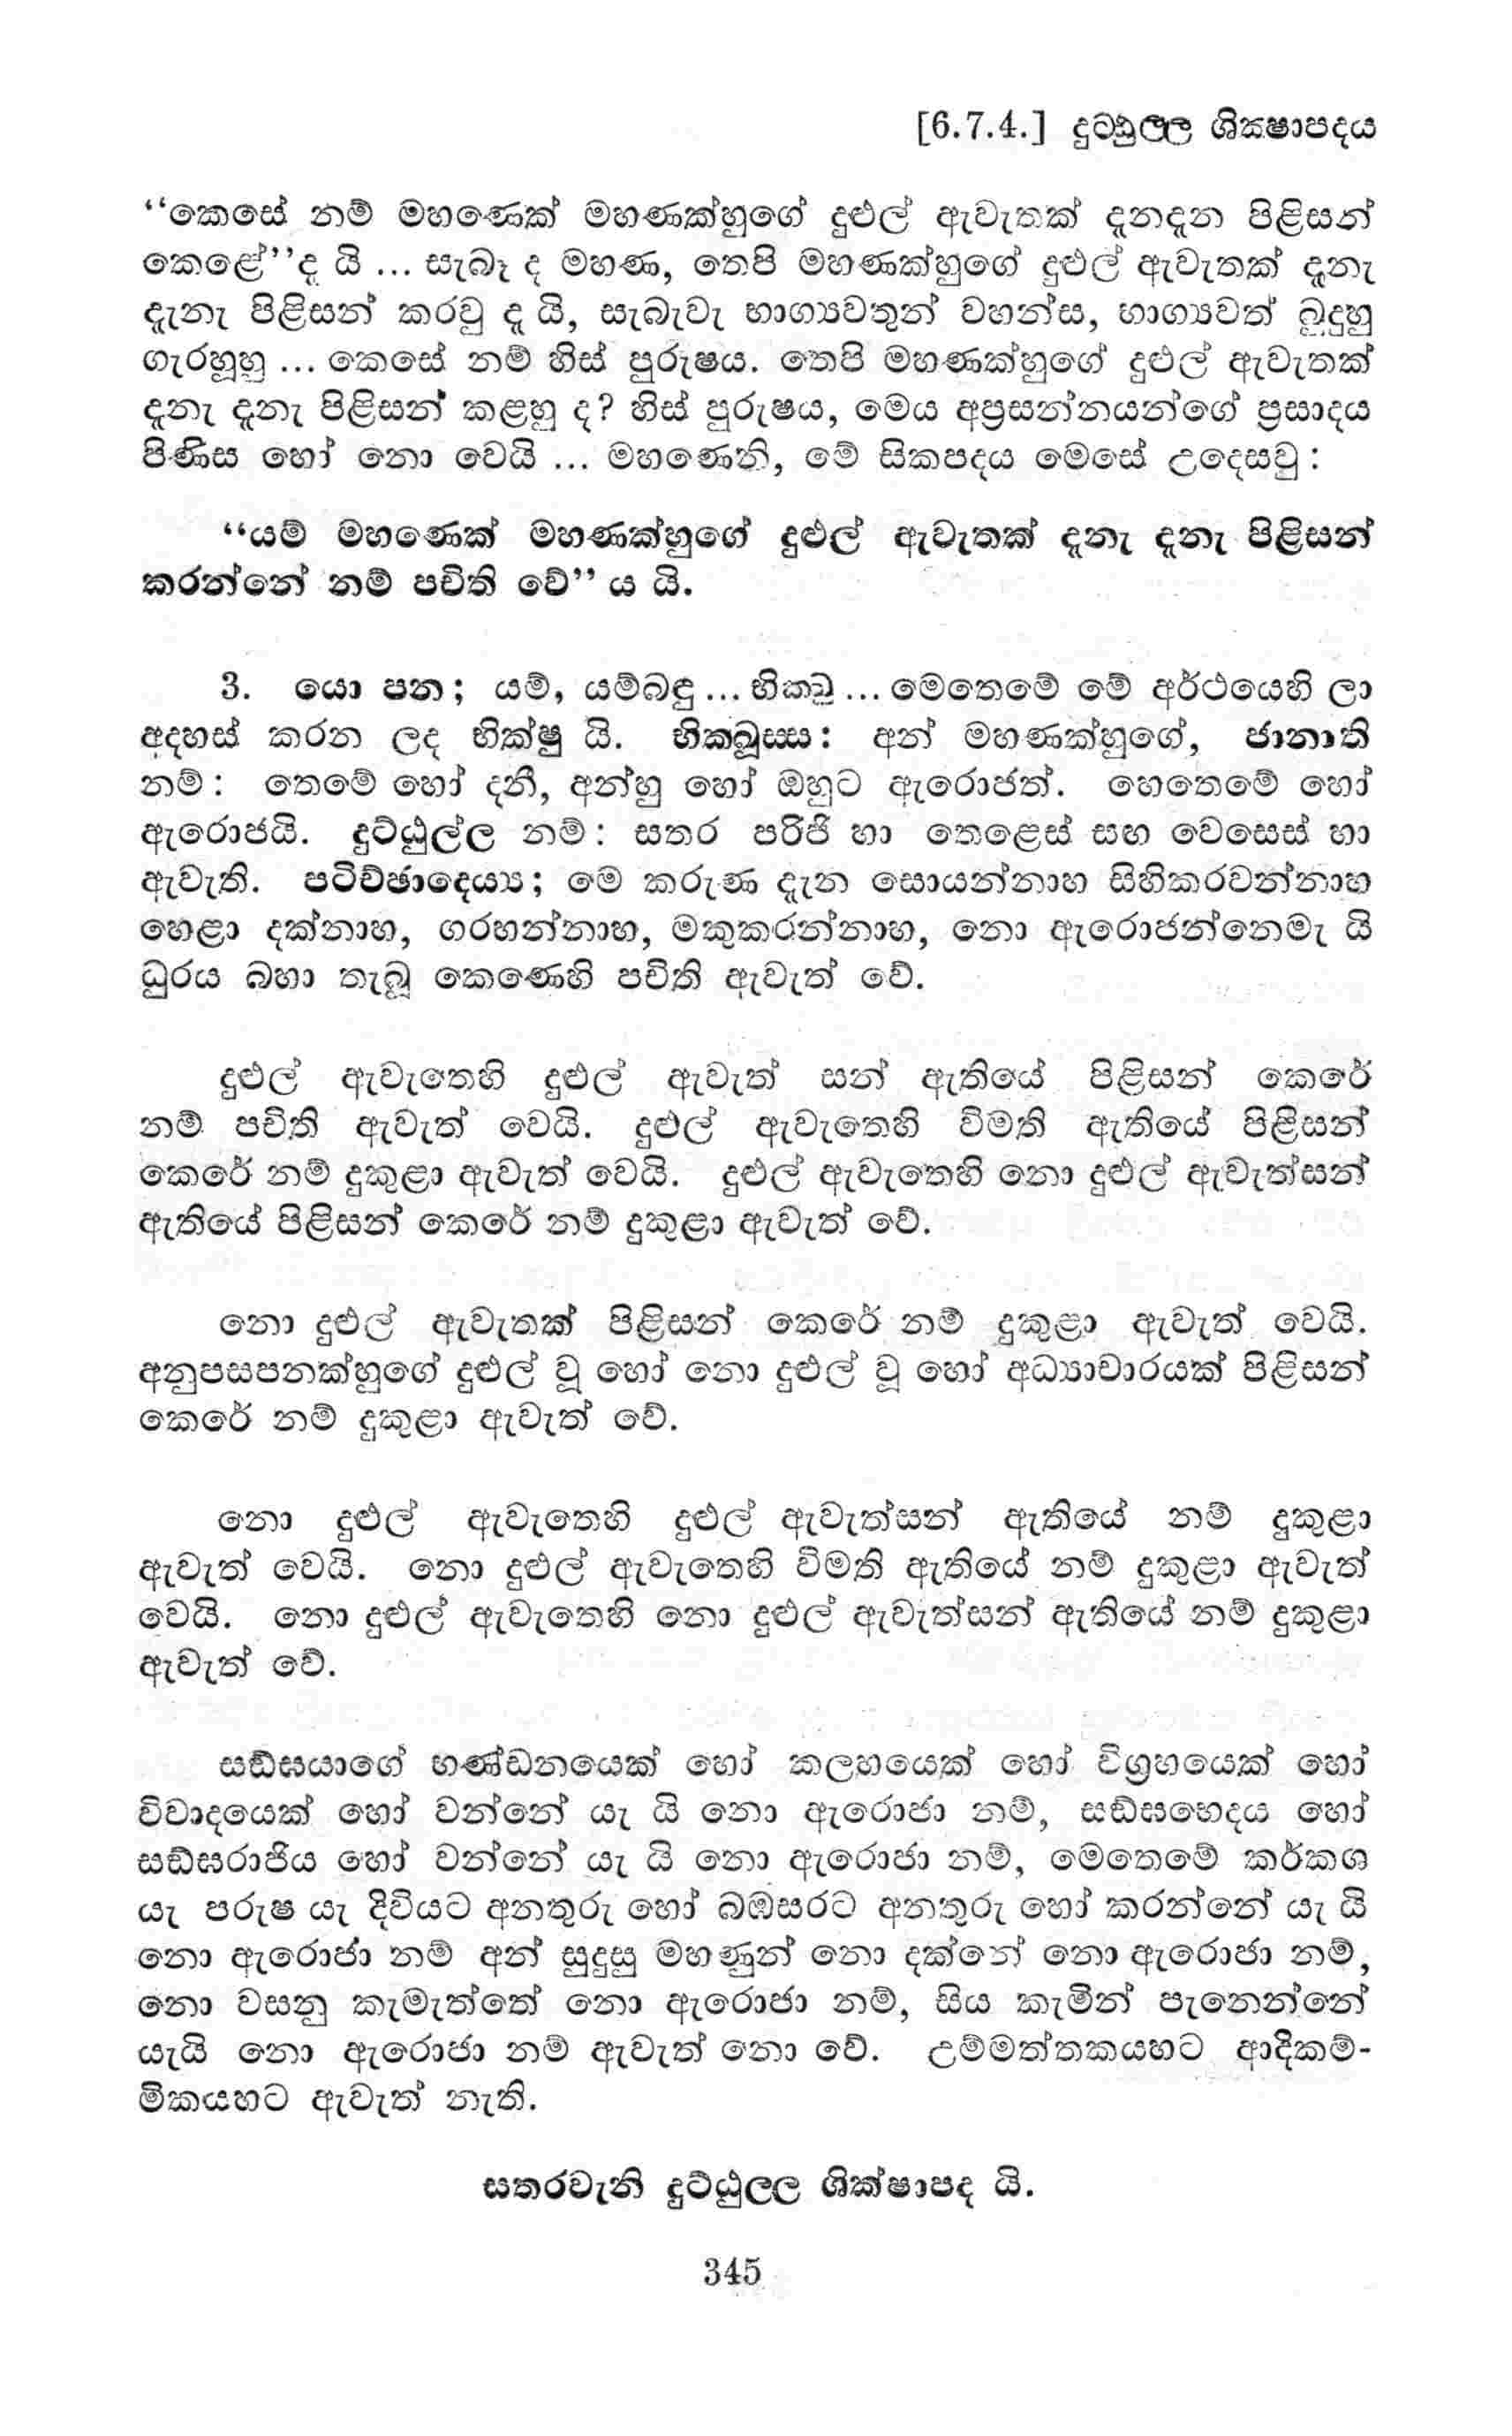 [6.7.4.] දුට්ඨුල්ල ශික්ෂාපදය
“කෙසේ නම් මහණෙක් මහණක්හුගේ දුළුල් ඇවැතක් දැනදැන පිළිසන්
කෙළේ”ද යි ... සැබෑ ද මහණ, තෙපි මහණක්හුගේ දුළුල් ඇවැතක් දැනැ
දැනැ පිළිසන් කරවු ද යි, සැබැවැ භාග්‍යවතුන් වහන්ස, භාග්‍යවත් බුදුහු
ගැරහූහු ... කෙසේ නම් හිස් පුරුෂය. තෙපි මහණක්හුගේ දුළුල් ඇවැතක්
දැනැ දැනැ පිළිසන් කළහු ද? හිස් පුරුෂය, මෙය අප්‍රසන්නයන්ගේ ප්‍රසාදය
පිණිස හෝ නො වෙයි ... මහණෙනි, මේ සිකපදය මෙසේ උදෙසවු :
“යම් මහණෙක් මහණක්හුගේ දුළුල් ඇවැතක් දැනැ දැනැ පිළිසන්
කරන්නේ නම් පචිති වේ” ය යි.
3. යො පන ; යම්, යම්බඳු ... භික්ඛු ... මෙතෙමේ මේ අර්ථයෙහි ලා
අදහස් කරන ලද භික්ෂු යි. භික්ඛුස්ස : අන් මහණක්හුගේ, ජානාති
නම් : තෙමේ හෝ දනී, අන්හු හෝ ඔහුට ඇරොජත්. හෙතෙමේ හෝ
ඇරොජයි. දුට්ඨුල්ල නම් : සතර පරිජි හා තෙළෙස් සඟ වෙසෙස් හා
ඇවැති. පටිච්ඡාදෙය්‍ය ; මෙ කරුණ දැන සොයන්නාහ සිහිකරවන්නාහ
හෙළා දක්නාහ, ගරහන්නාහ, මකුකරන්නාහ, නො ඇරොජන්නෙමැ යි
ධුරය බහා තැබූ කෙණෙහි පචිති ඇවැත් වේ.
දුළුල් ඇවැතෙහි දුළුල් ඇවැත් සන් ඇතියේ පිළිසන් කෙරේ
නම් පචිති ඇවැත් වෙයි. දුළුල් ඇවැතෙහි විමති ඇතියේ පිළිසන්
කෙරේ නම් දුකුළා ඇවැත් වෙයි. දුළුල් ඇවැතෙහි නො දුළුල් ඇවැත්සන්
ඇතියේ පිළිසන් කෙරේ නම් දුකුළා ඇවැත් වේ.
නො දුළුල් ඇවැතක් පිළිසන් කෙරේ නම් දුකුළා ඇවැත් වෙයි.
අනුපසපනක්හුගේ දුළුල් වූ හෝ නො දුළුල් වූ හෝ අධ්‍යාචාරයක් පිළිසන්
කෙරේ නම් දුකුළා ඇවැත් වේ.
නො දුළුල් ඇවැතෙහි දුළුල් ඇවැත්සන් ඇතියේ නම් දුකුළා
ඇවැත් වෙයි. නො දුළුල් ඇවැතෙහි විමති ඇතියේ නම් දුකුළා ඇවැත්
වෙයි. නො දුළුල් ඇවැතෙහි නො දුළුල් ඇවැත්සන් ඇතියේ නම් දුකුළා
ඇවැත් වේ.
සඞ්ඝයාගේ භණ්ඩනයෙක් හෝ කලහයෙක් හෝ විග්‍රහයෙක් හෝ
විවාදයෙක් හෝ වන්නේ යැ යි නො ඇරොජා නම්, සඞ්ඝභෙදය හෝ
සඞ්ඝරාජිය හෝ වන්නේ යැ යි නො ඇරොජා නම්, මෙතෙමේ කර්කශ
යැ පරුෂ යැ දිවියට අනතුරු හෝ බඹසරට අනතුරු හෝ කරන්නේ යැ යි
නො ඇරොජා නම් අන් සුදුසු මහණුන් නො දක්නේ නො ඇරොජා නම්,
නො වසනු කැමැත්තේ නො ඇරොජා නම්, සිය කැමින් පැනෙන්නේ
යැයි නො ඇරොජා නම් ඇවැත් නො වේ. උම්මත්තකයහට ආදිකම්-
මිකයහට ඇවැත් නැති.
සතරවැනි දුට්ඨුල්ල ශික්ෂාපද යි.
345